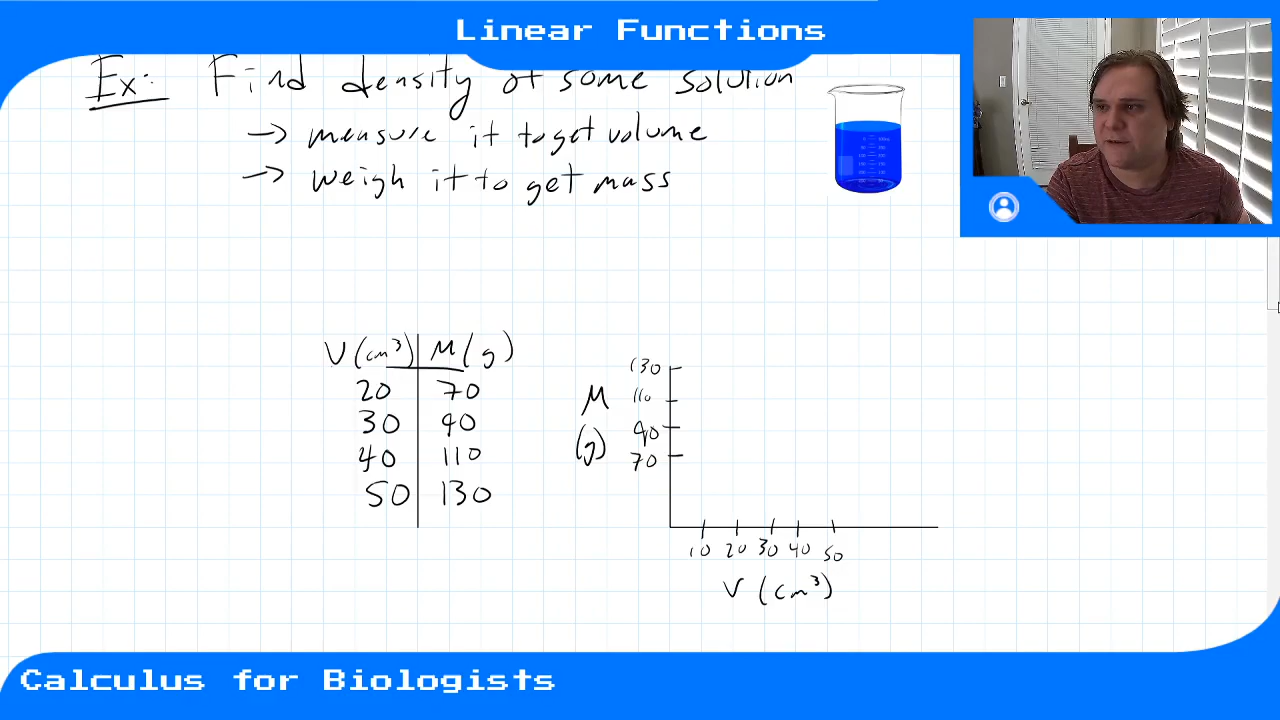 Linear Functions
Ex: Find density of some solution
→ measure it to get volume
→ weigh it to get mass
V (cm³) M (g)
20 70
30 90
40 110
50 130
M
(g)
130
110
90
70
10 20 30 40 50
V (cm³)
Calculus for Biologists